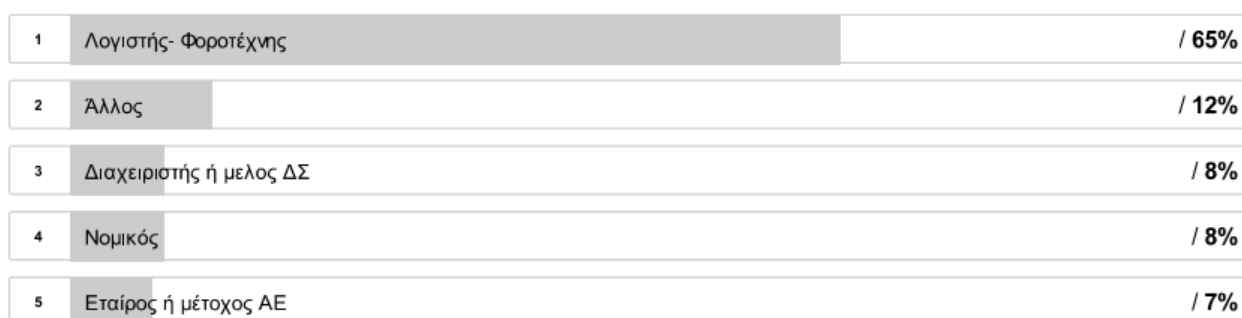 1 Λογιστής- Φοροτέχνης / 65%
2 Άλλος / 12%
3 Διαχειριστής ή μελος ΔΣ / 8%
4 Νομικός / 8%
5 Εταίρος ή μέτοχος ΑΕ / 7%